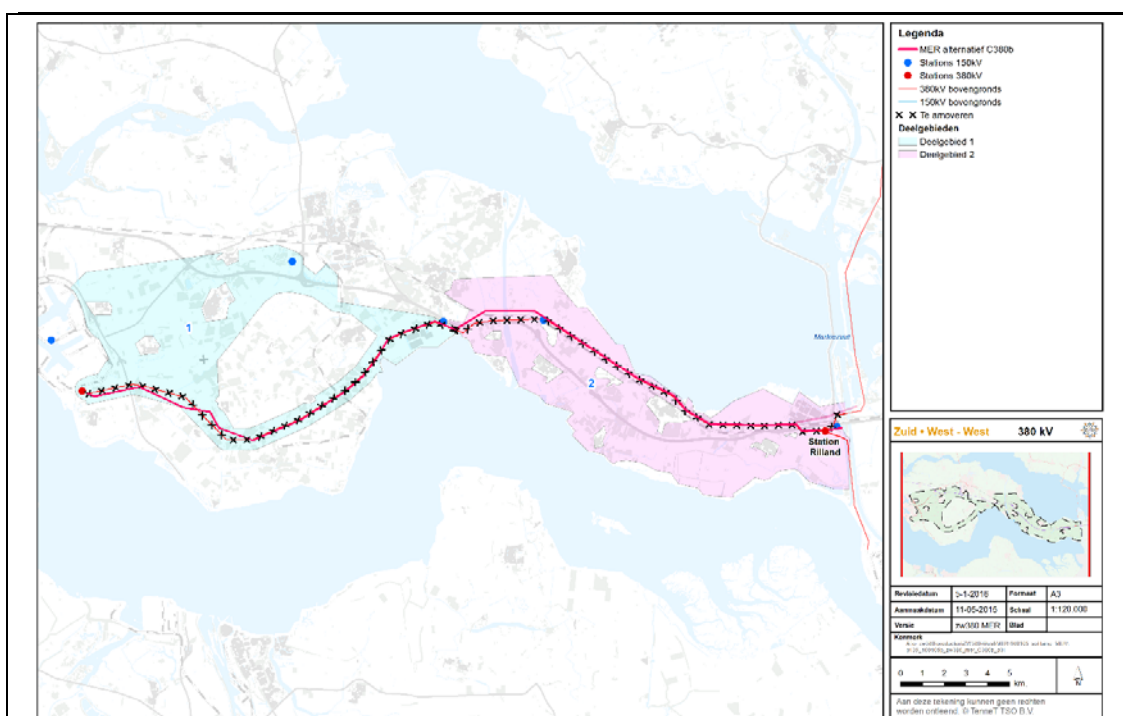 Legenda
MER alternatief C380b
Stations 150kV
Stations 380kV
380kV bovengronds
150kV bovengronds
Te amoveren
Deelgebieden
Deelgebied 1
Deelgebied 2
1
2
Markiezaat
Station
Rilland
Zuid • West - West 380 kV
Revisiedatum 5-1-2016 Formaat A3
Aanmaakdatum 11-05-2015 Schaal 1:120.000
Versie zw380 MER Blad
Kenmerk
0 1 2 3 4 5
km
N
Aan deze tekening kunnen geen rechten
worden ontleend. © TenneT TSO B.V.